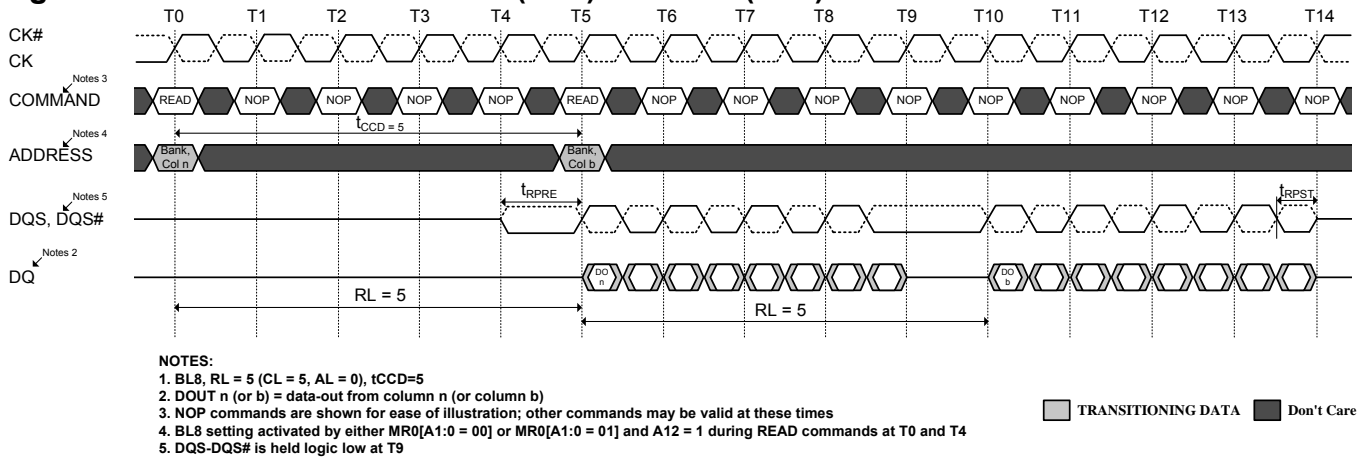 T0 T1 T2 T3 T4 T5 T6 T7 T8 T9 T10 T11 T12 T13 T14
CK#
CK
Notes 3
COMMAND READ NOP NOP NOP NOP READ NOP NOP NOP NOP NOP NOP NOP NOP NOP
tCCD = 5
Notes 4
ADDRESS
Bank, Bank,
Col n Col b
tRPRE tRPST
Notes 5
DQS, DQS#
Notes 2
DQ
DO DO
n b
RL = 5
RL = 5
NOTES:
1. BL8, RL = 5 (CL = 5, AL = 0), tCCD=5
2. DOUT n (or b) = data-out from column n (or column b)
3. NOP commands are shown for ease of illustration; other commands may be valid at these times
4. BL8 setting activated by either MR0[A1:0 = 00] or MR0[A1:0 = 01] and A12 = 1 during READ commands at T0 and T4
5. DQS-DQS# is held logic low at T9
TRANSITIONING DATA Don't Care